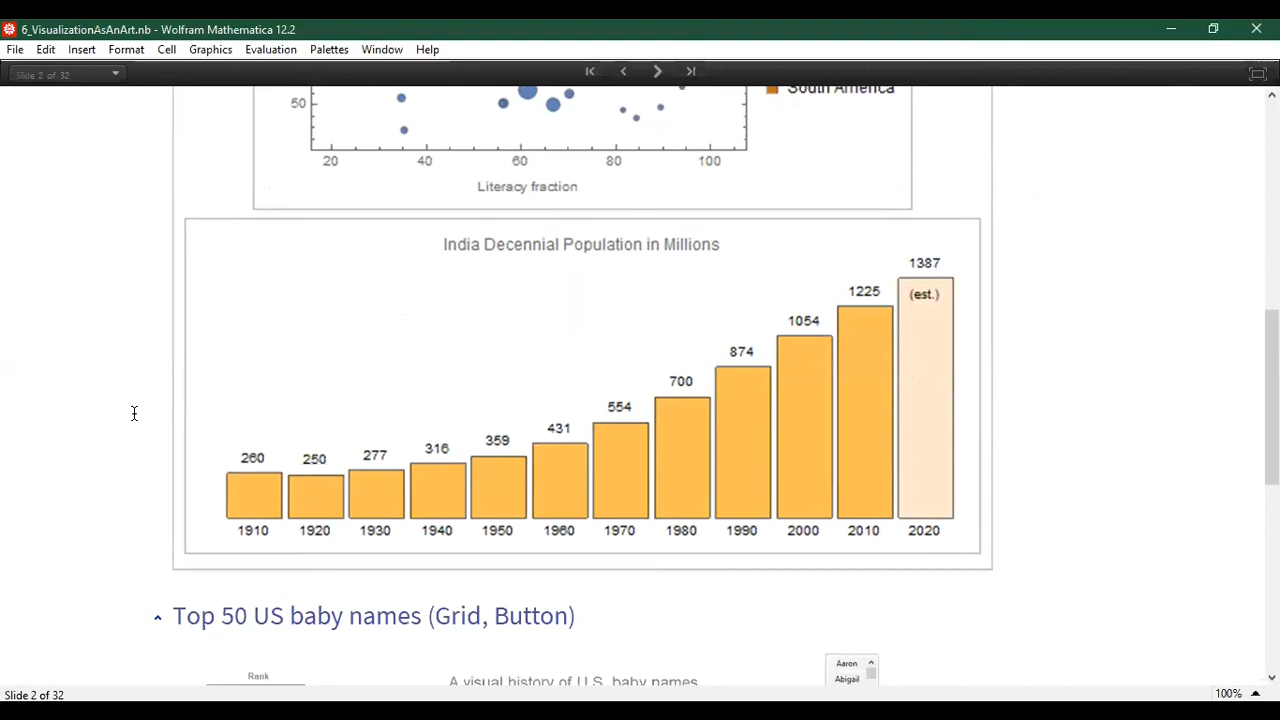 6_VisualizationAsAnArt.nb - Wolfram Mathematica 12.2
File Edit Insert Format Cell Graphics Evaluation Palettes Window Help
Slide 2 of 32
South America
50
20 40 60 80 100
Literacy fraction
India Decennial Population in Millions
1387
(est.)
1225
1054
874
700
554
431
359
316
277
250
260
1910 1920 1930 1940 1950 1960 1970 1980 1990 2000 2010 2020
Top 50 US baby names (Grid, Button)
Aaron
Rank
A visual history of U.S. baby names
Abigail
Slide 2 of 32
100%